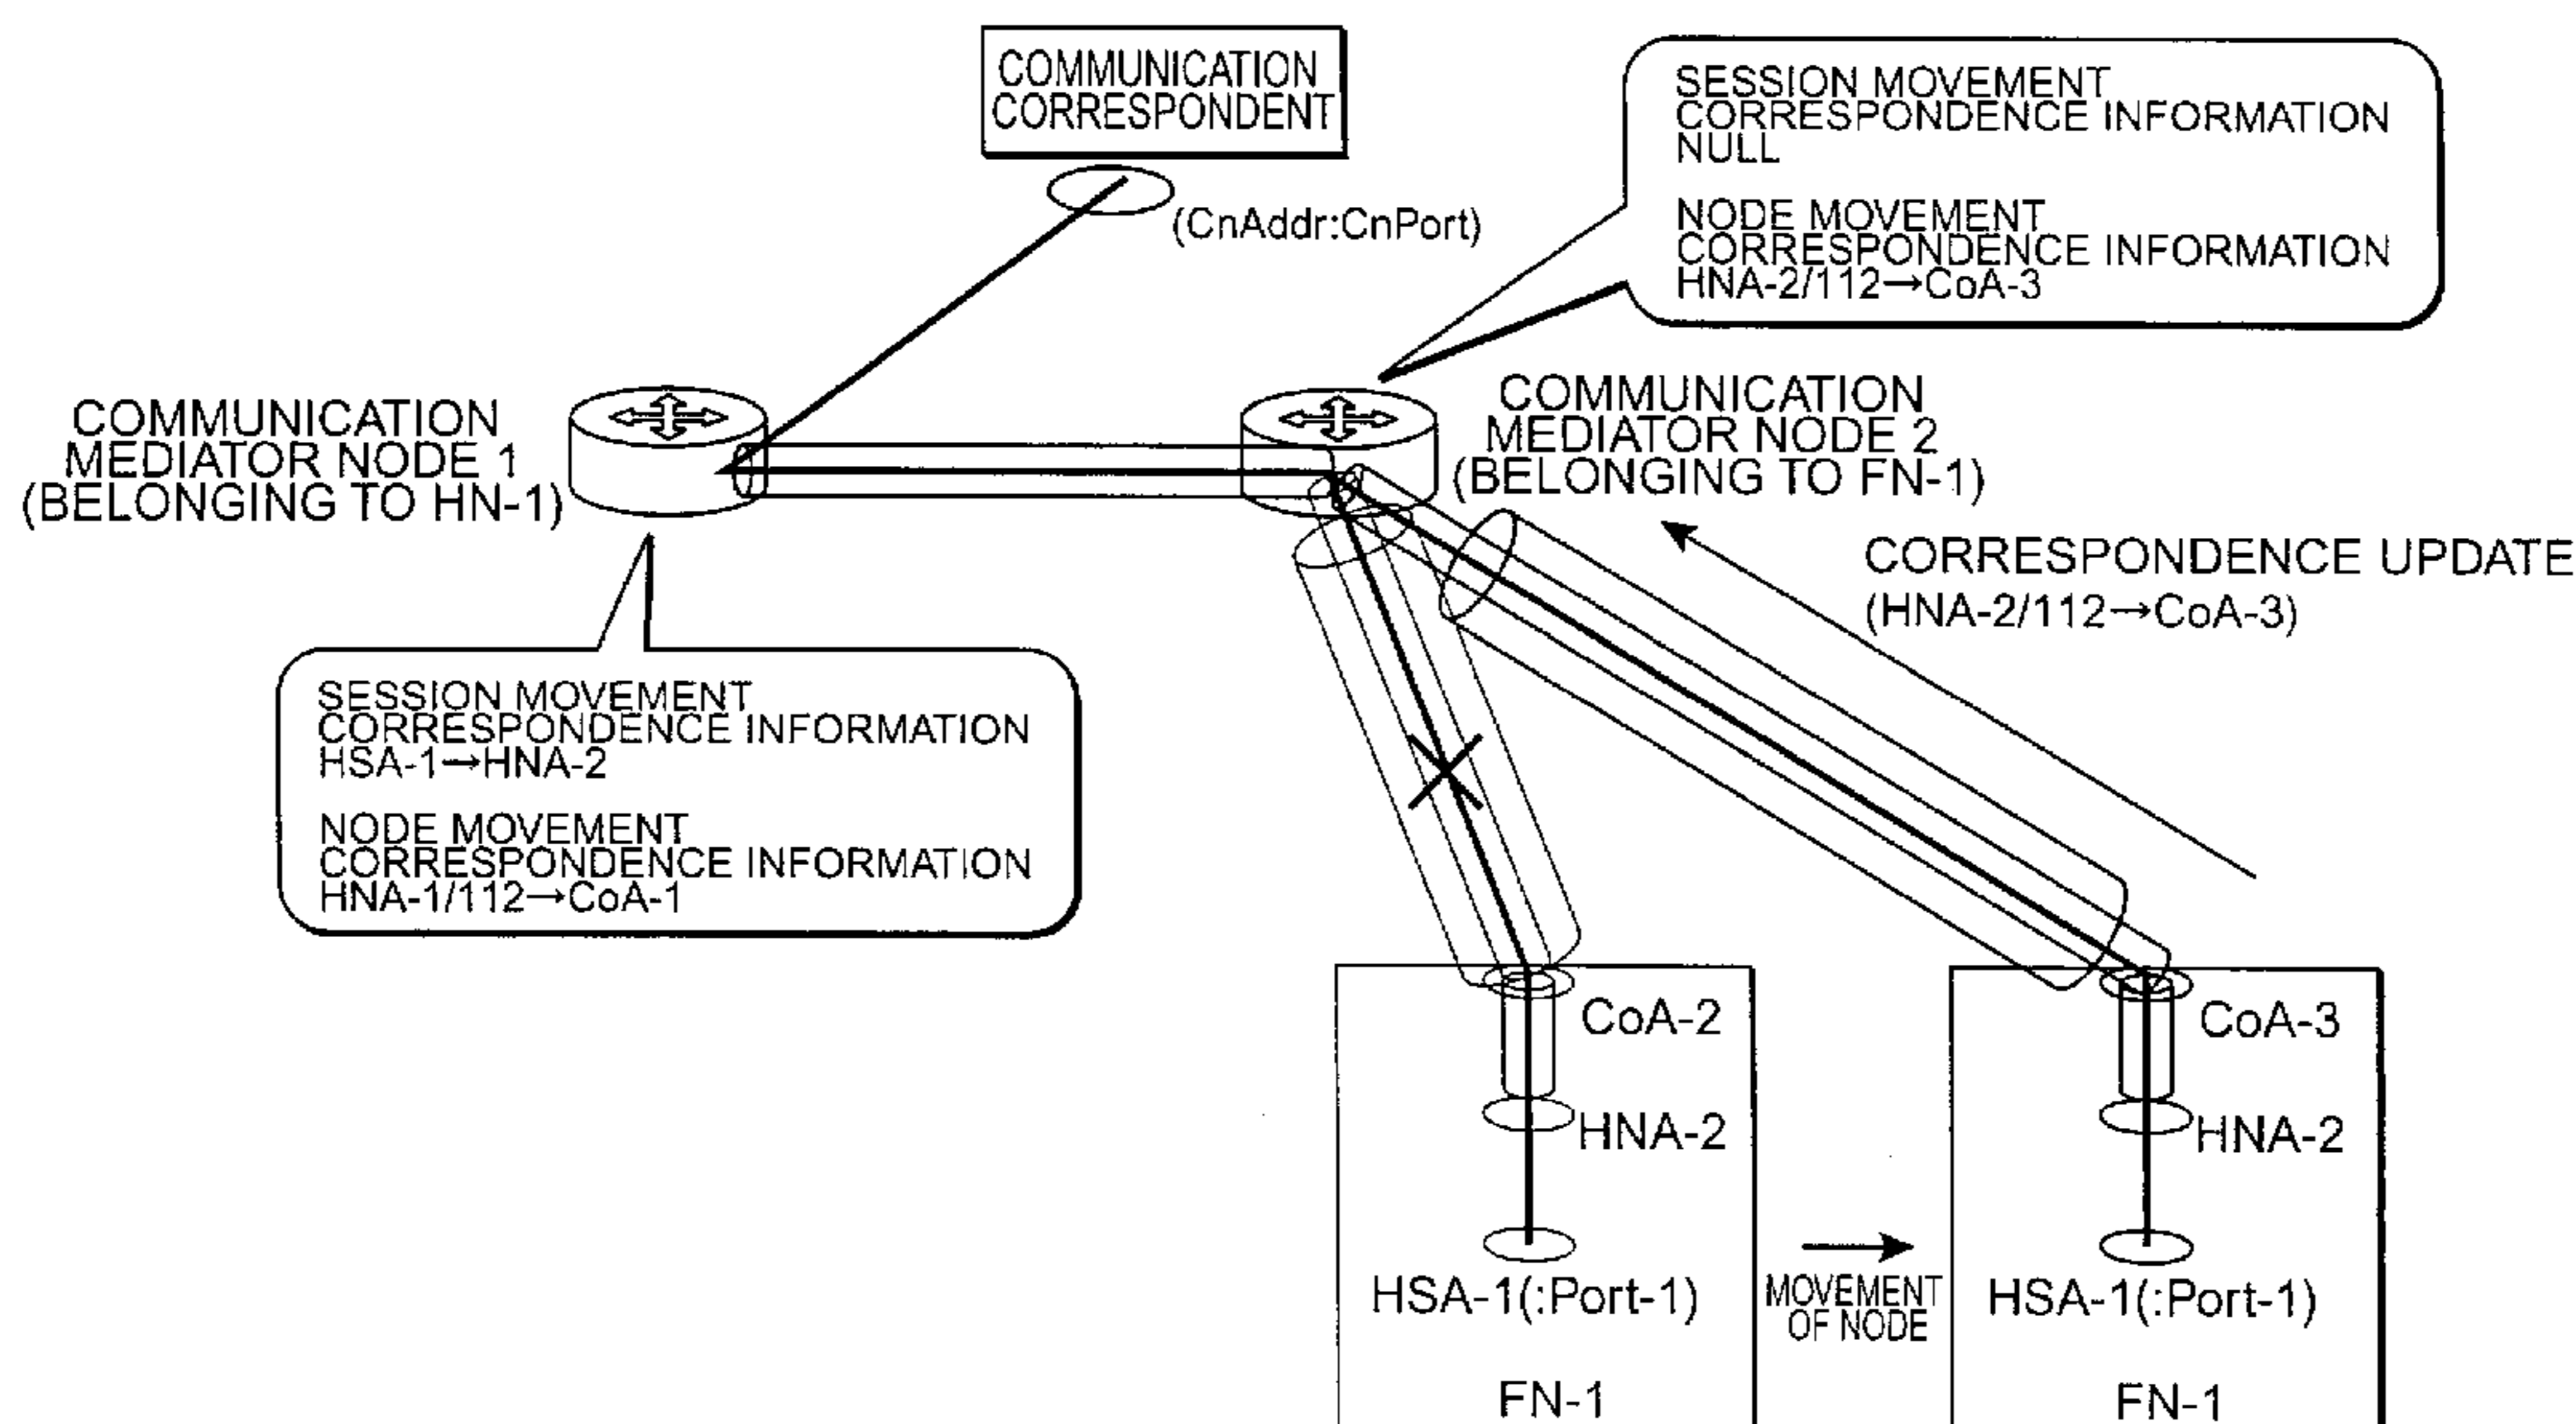 COMMUNICATION
CORRESPONDENT
(CnAddr:CnPort)
SESSION MOVEMENT
CORRESPONDENCE INFORMATION
NULL
NODE MOVEMENT
CORRESPONDENCE INFORMATION
HNA-2/112→CoA-3
COMMUNICATION
MEDIATOR NODE 1
(BELONGING TO HN-1)
COMMUNICATION
MEDIATOR NODE 2
(BELONGING TO FN-1)
CORRESPONDENCE UPDATE
(HNA-2/112→CoA-3)
SESSION MOVEMENT
CORRESPONDENCE INFORMATION
HSA-1→HNA-2
NODE MOVEMENT
CORRESPONDENCE INFORMATION
HNA-1/112→CoA-1
CoA-2
HNA-2
HSA-1(:Port-1)
FN-1
MOVEMENT
OF NODE
CoA-3
HNA-2
HSA-1(:Port-1)
FN-1